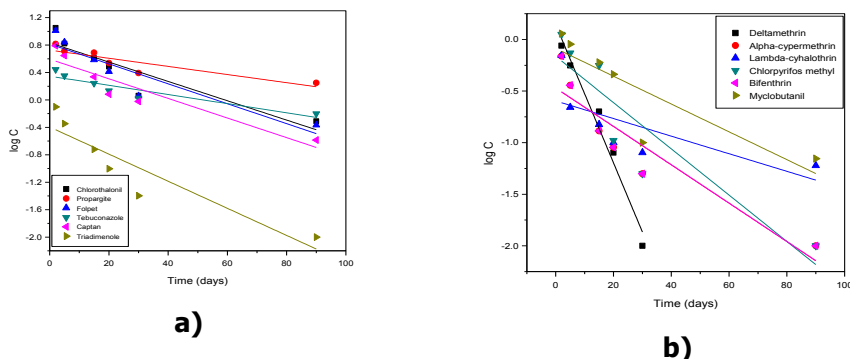 1.2
0.8
0.4
0.0
-0.4
-0.8
-1.2
-1.6
-2.0
log C
Chlorothalonil
Propargite
Folpet
Tebuconazole
Captan
Triadimenole
0 20 40 60 80 100
Time (days)
a)
0.0
-0.5
-1.0
-1.5
-2.0
log C
Deltamethrin
Alpha-cypermethrin
Lambda-cyhalothrin
Chlorpyrifos methyl
Bifenthrin
Myclobutanil
0 20 40 60 80 100
Time (days)
b)